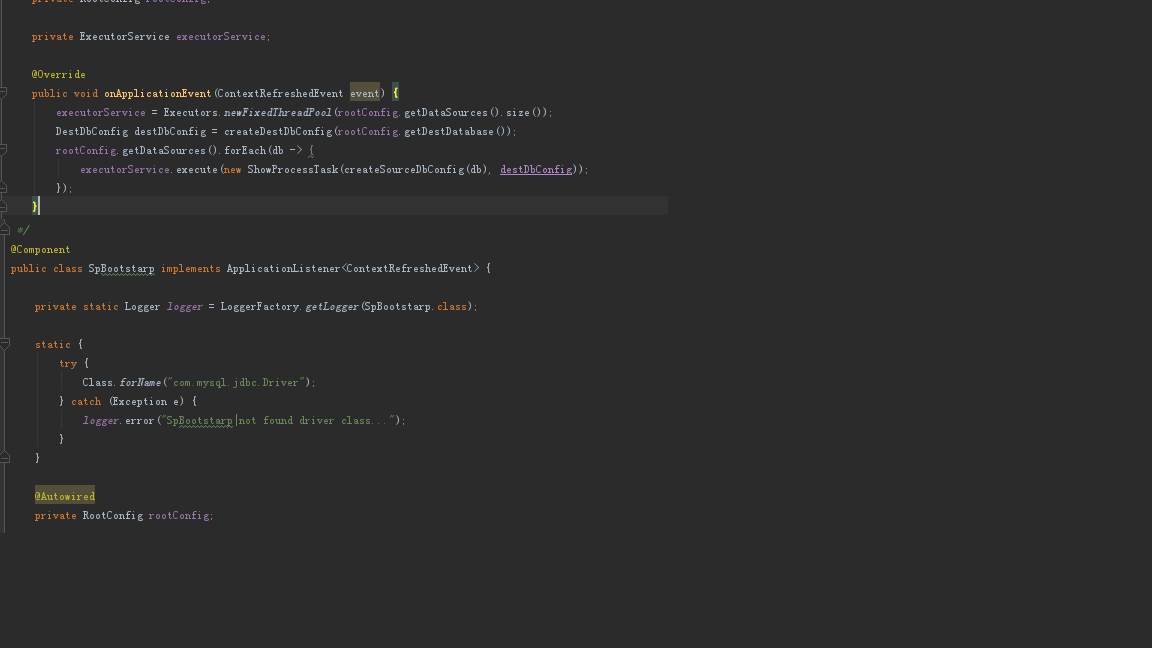 private RootConfig rootConfig;
private ExecutorService executorService;
@Override
public void onApplicationEvent(ContextRefreshedEvent event) {
executorService = Executors.newFixedThreadPool(rootConfig.getDataSources().size());
DestDbConfig destDbConfig = createDestDbConfig(rootConfig.getDestDatabase());
rootConfig.getDataSources().forEach(db -> {
executorService.execute(new ShowProcessTask(createSourceDbConfig(db), destDbConfig));
});
}
*/
@Component
public class SpBootstarp implements ApplicationListener<ContextRefreshedEvent> {
private static Logger logger = LoggerFactory.getLogger(SpBootstarp.class);
static {
try {
Class.forName("com.mysql.jdbc.Driver");
} catch (Exception e) {
logger.error("SpBootstarp|not found driver class...");
}
}
@Autowired
private RootConfig rootConfig;